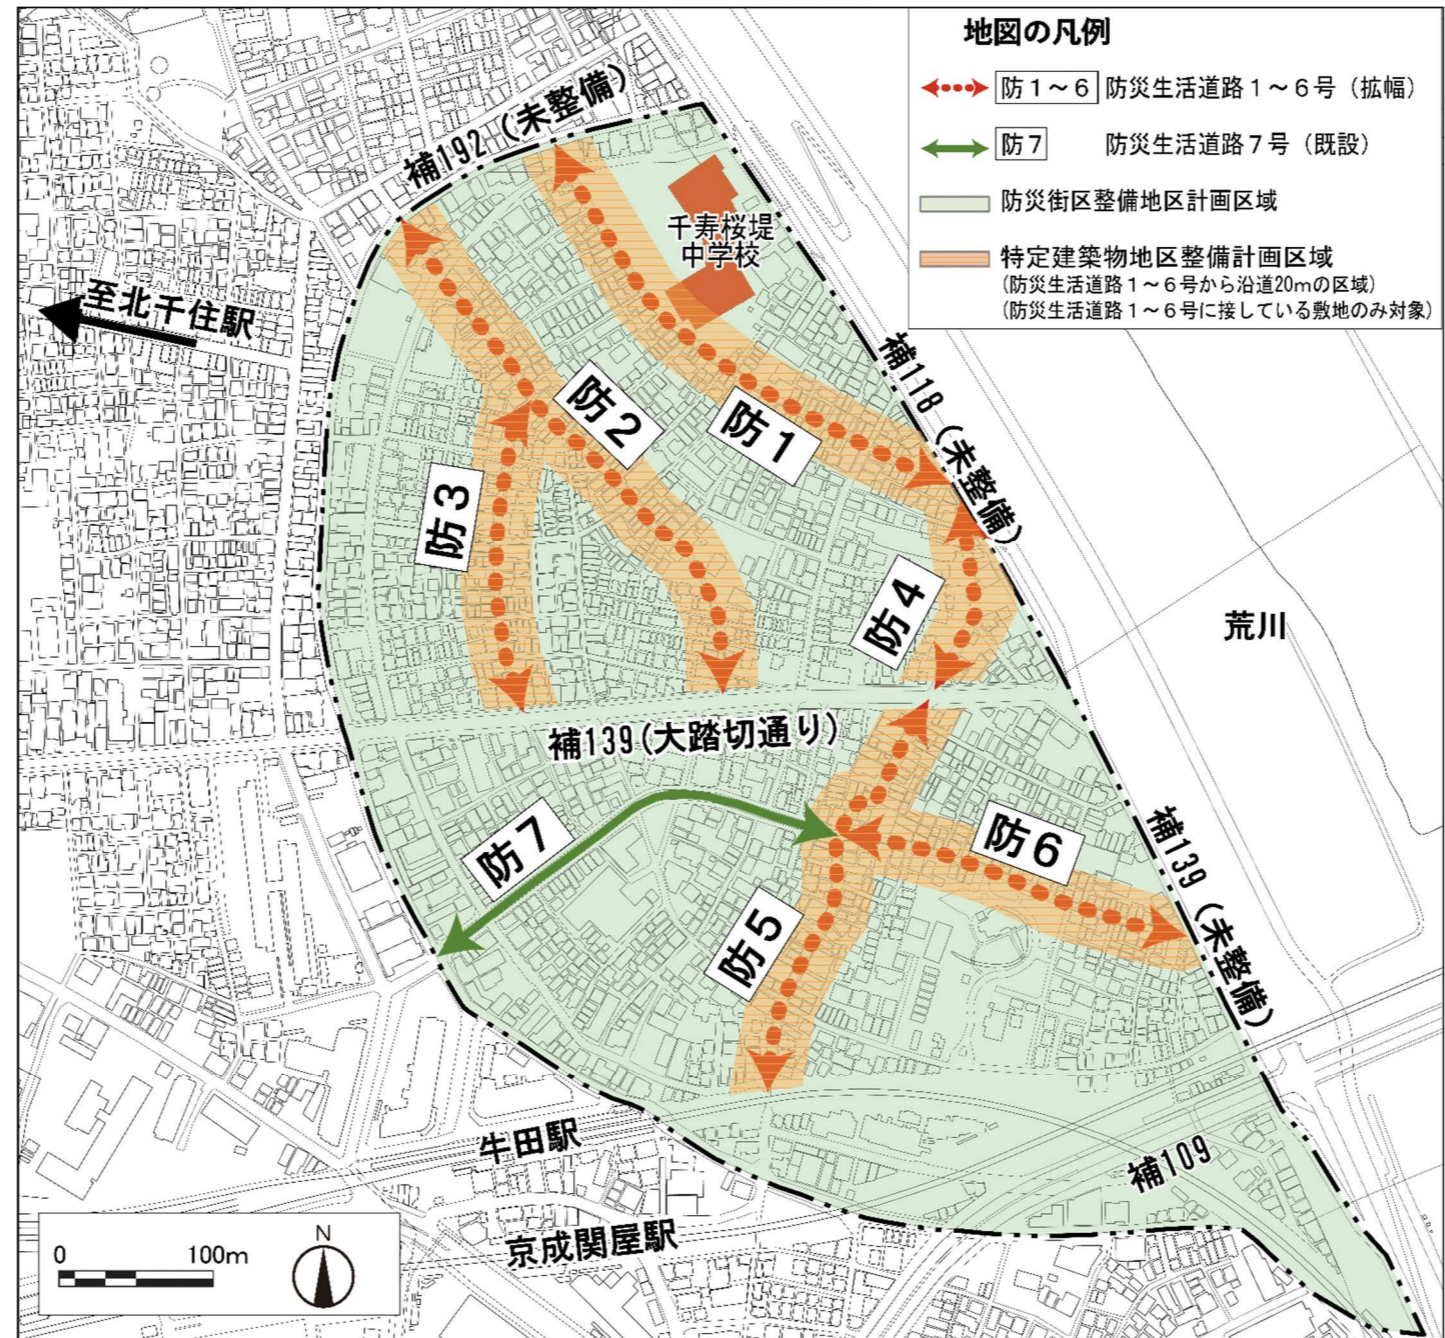 地図の凡例
防1～6 防災生活道路1～6号（拡幅）
防7 防災生活道路7号（既設）
防災街区整備地区計画区域
特定建築物地区整備計画区域
（防災生活道路1～6号から沿道20mの区域）
（防災生活道路1～6号に接している敷地のみ対象）
補192（未整備）
千寿桜堤
中学校
至北千住駅
補118（未整備）
防2
防1
防3
防4
荒川
補139(大踏切通り)
防7
防6
補139（未整備）
防5
牛田駅
補109
京成関屋駅
0 100m
N